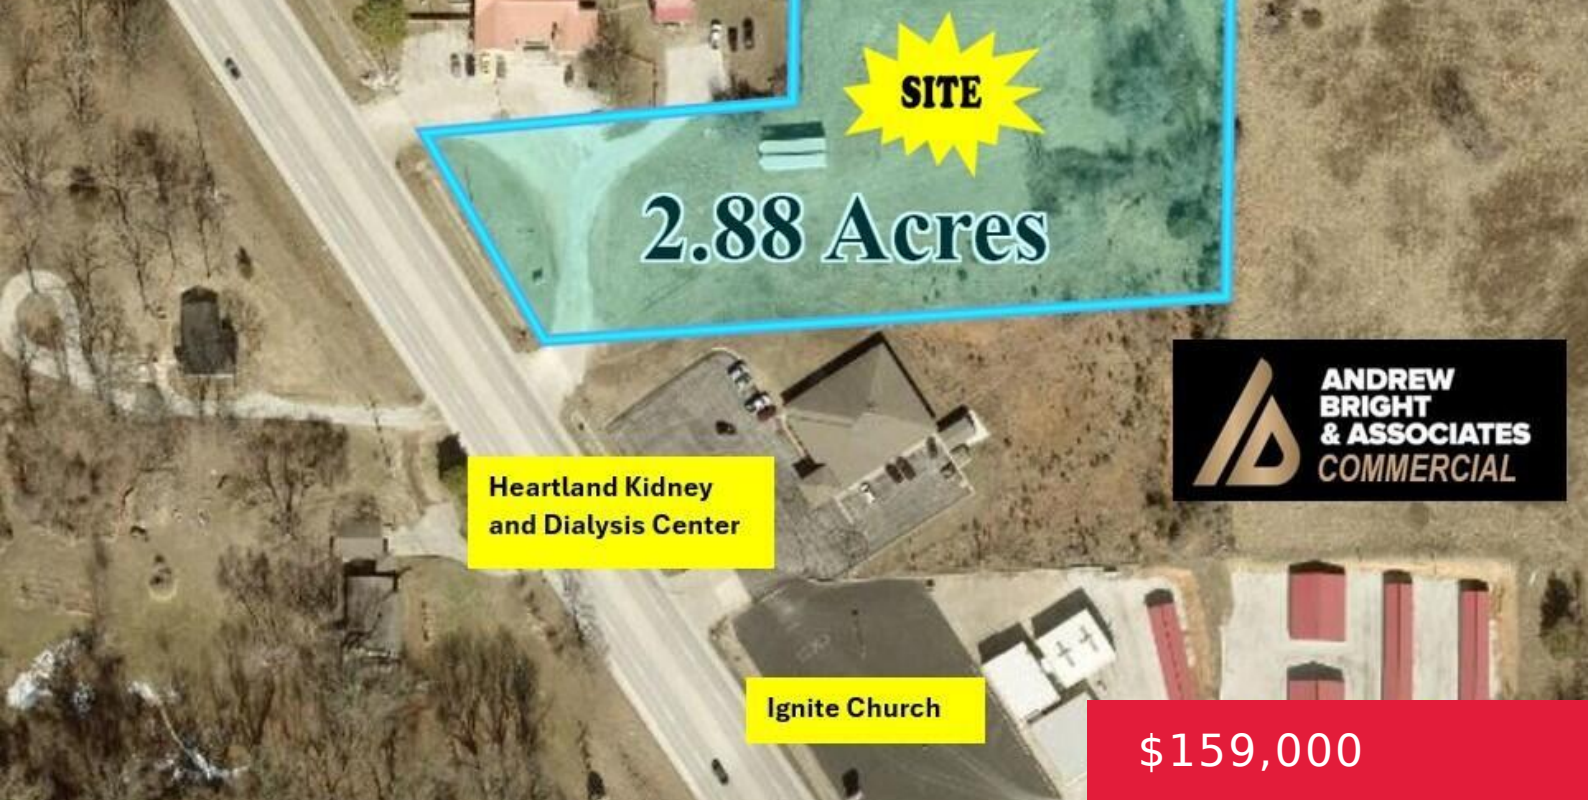 SITE
2.88 Acres
ANDREW
BRIGHT
& ASSOCIATES
COMMERCIAL
Heartland Kidney
and Dialysis Center
Ignite Church
$159,000